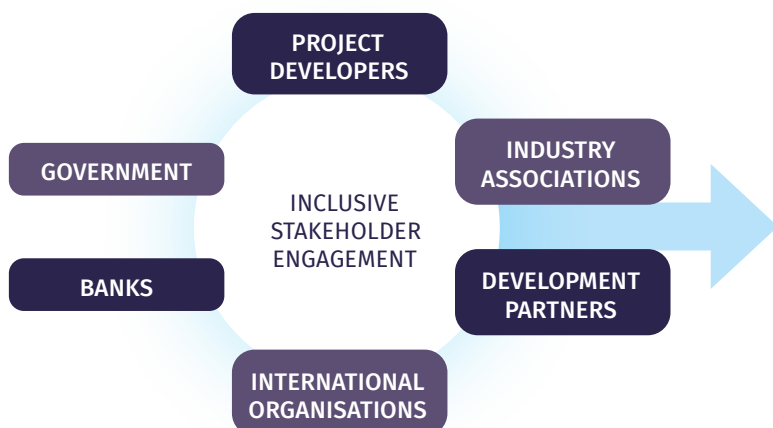 PROJECT
DEVELOPERS
INDUSTRY
ASSOCIATIONS
GOVERNMENT
INCLUSIVE
STAKEHOLDER
ENGAGEMENT
BANKS
DEVELOPMENT
PARTNERS
INTERNATIONAL
ORGANISATIONS